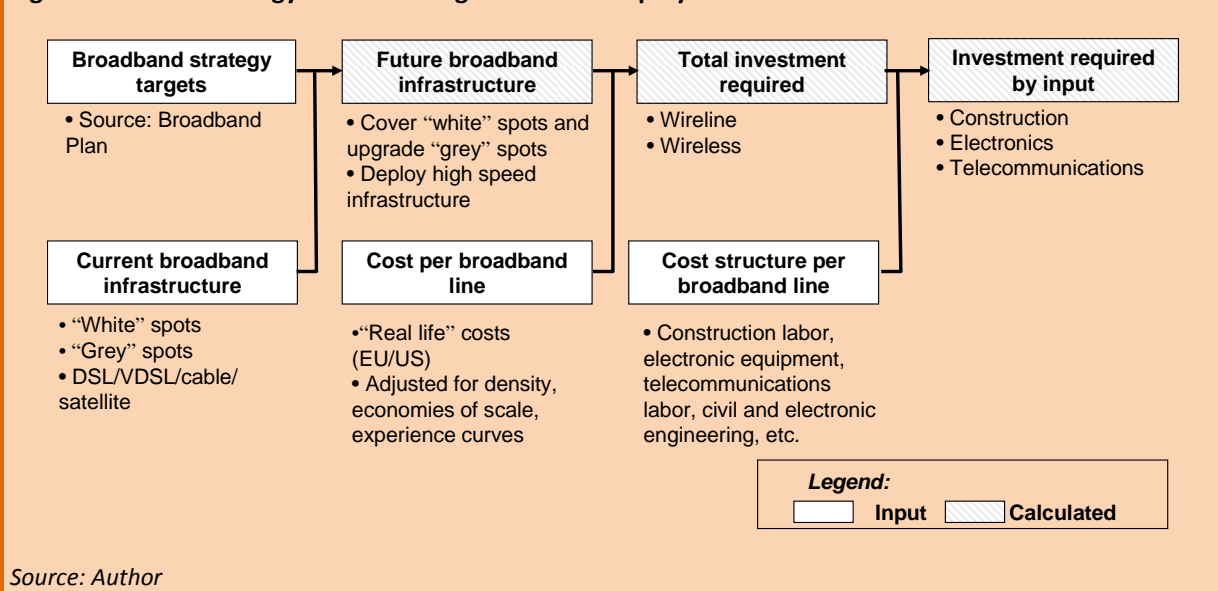 Broadband strategy
targets
• Source: Broadband
Plan
Future broadband
infrastructure
• Cover “white” spots and
upgrade “grey” spots
• Deploy high speed
infrastructure
Total investment
required
• Wireline
• Wireless
Investment required
by input
• Construction
• Electronics
• Telecommunications
Current broadband
infrastructure
• “White” spots
• “Grey” spots
• DSL/VDSL/cable/
satellite
Cost per broadband
line
•“Real life” costs
(EU/US)
• Adjusted for density,
economies of scale,
experience curves
Cost structure per
broadband line
• Construction labor,
electronic equipment,
telecommunications
labor, civil and electronic
engineering, etc.
Legend:
Input Calculated
Source: Author